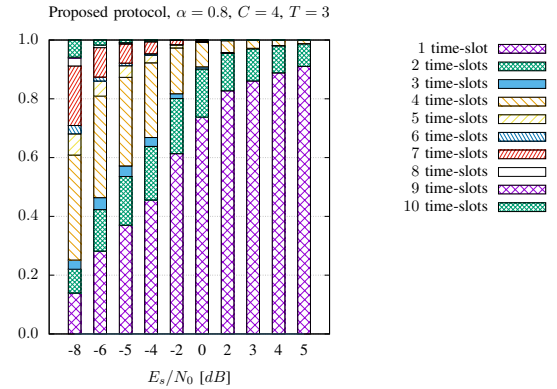 Proposed protocol, α = 0.8, C = 4, T = 3
1.0
0.8
0.6
0.4
0.2
0.0
-8 -6 -5 -4 -2 0 2 3 4 5
E_s/N_0 [dB]
1 time-slot
2 time-slots
3 time-slots
4 time-slots
5 time-slots
6 time-slots
7 time-slots
8 time-slots
9 time-slots
10 time-slots